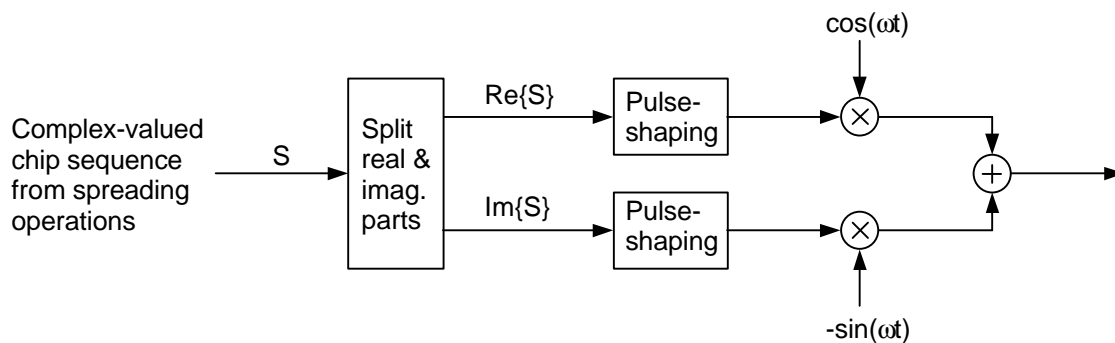 cos(ωt)
Complex-valued
chip sequence
from spreading
operations
S
Split
real &
imag.
parts
Re{S}
Im{S}
Pulse-
shaping
Pulse-
shaping
-sin(ωt)